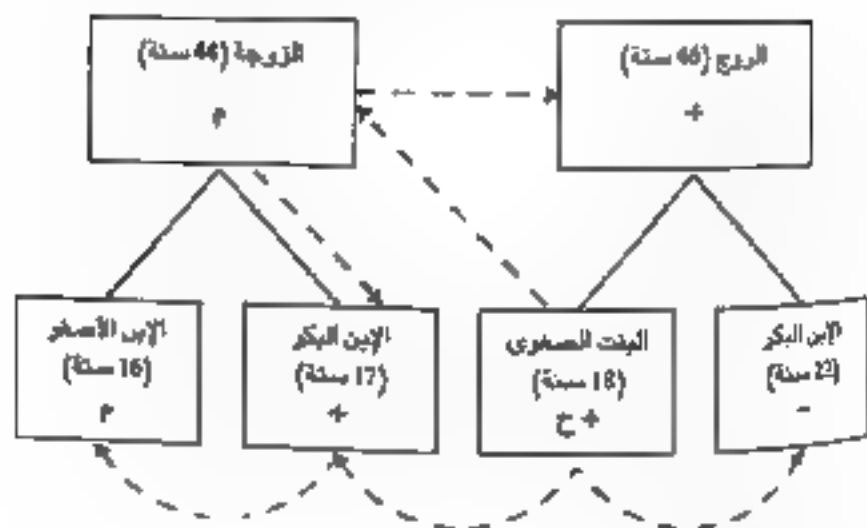 الزوج (46 سنة)
+
الزوجة (44 سنة)
م
الإبن البكر
(22 سنة)
-
البنت الصغرى
(18 سنة)
+ خ
الإبن البكر
(17 سنة)
+
الإبن الأصغر
(16 سنة)
م